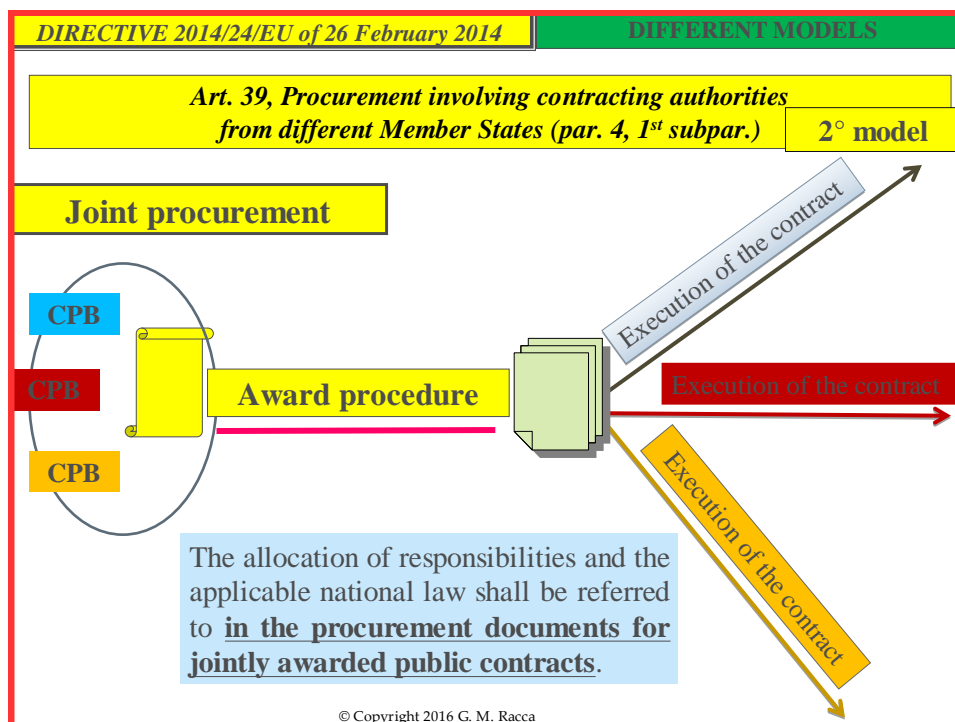 DIRECTIVE 2014/24/EU of 26 February 2014
DIFFERENT MODELS
Art. 39, Procurement involving contracting authorities
from different Member States (par. 4, 1st subpar.)
2° model
Joint procurement
Execution of the contract
CPB
CPB
Award procedure
Execution of the contract
CPB
Execution of the contract
The allocation of responsibilities and the
applicable national law shall be referred
to in the procurement documents for
jointly awarded public contracts.
© Copyright 2016 G. M. Racca